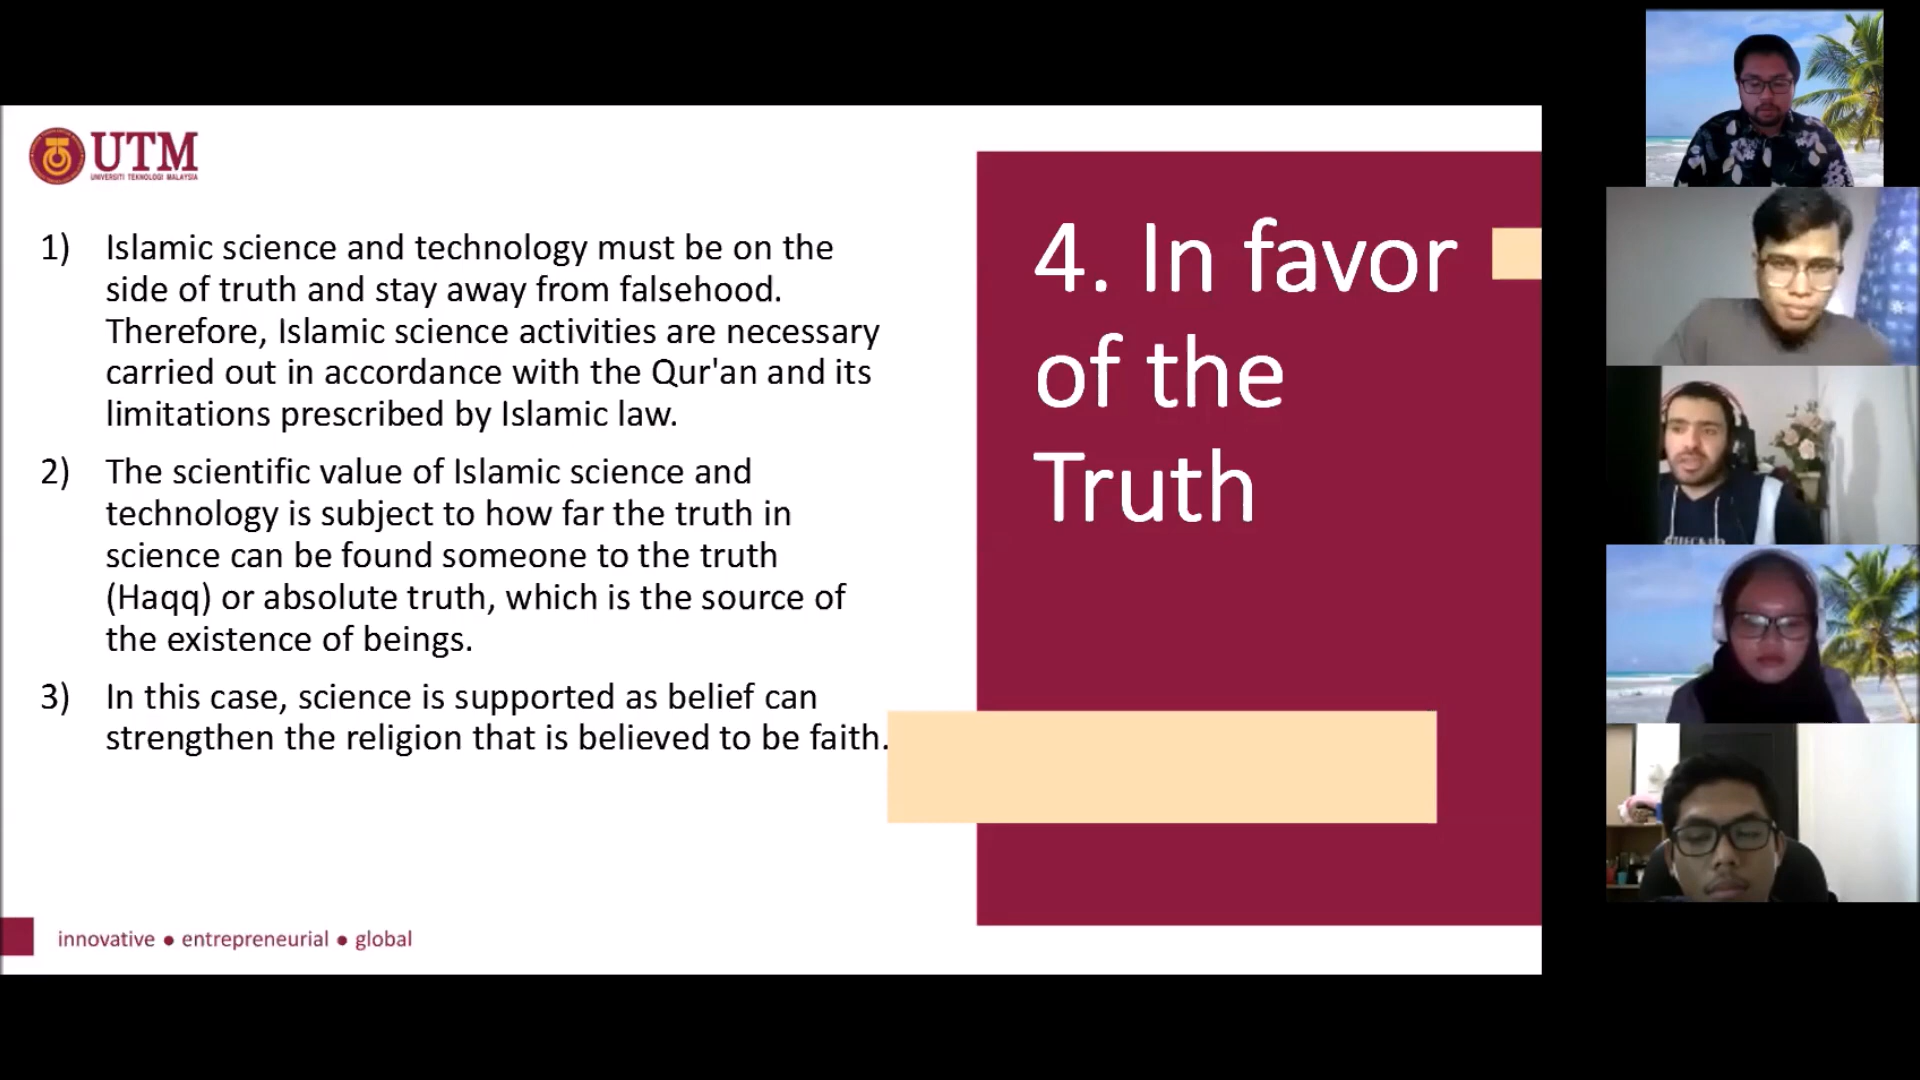 UTM
UNIVERSITI TEKNOLOGI MALAYSIA
1) Islamic science and technology must be on the
side of truth and stay away from falsehood.
Therefore, Islamic science activities are necessary
carried out in accordance with the Qur'an and its
limitations prescribed by Islamic law.
2) The scientific value of Islamic science and
technology is subject to how far the truth in
science can be found someone to the truth
(Haqq) or absolute truth, which is the source of
the existence of beings.
3) In this case, science is supported as belief can
strengthen the religion that is believed to be faith.
4. In favor
of the
Truth
innovative ● entrepreneurial ● global